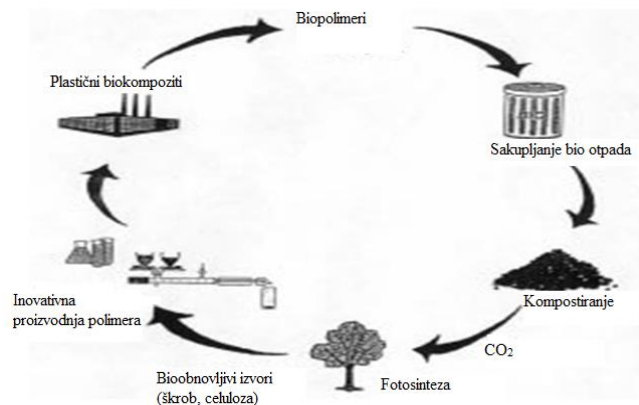 Biopolimeri
Plastični biokompoziti
Sakupljanje bio otpada
Inovativna
proizvodnja polimera
Kompostiranje
CO₂
Fotosinteza
Bioobnovljivi izvori
(škrob, celuloza)